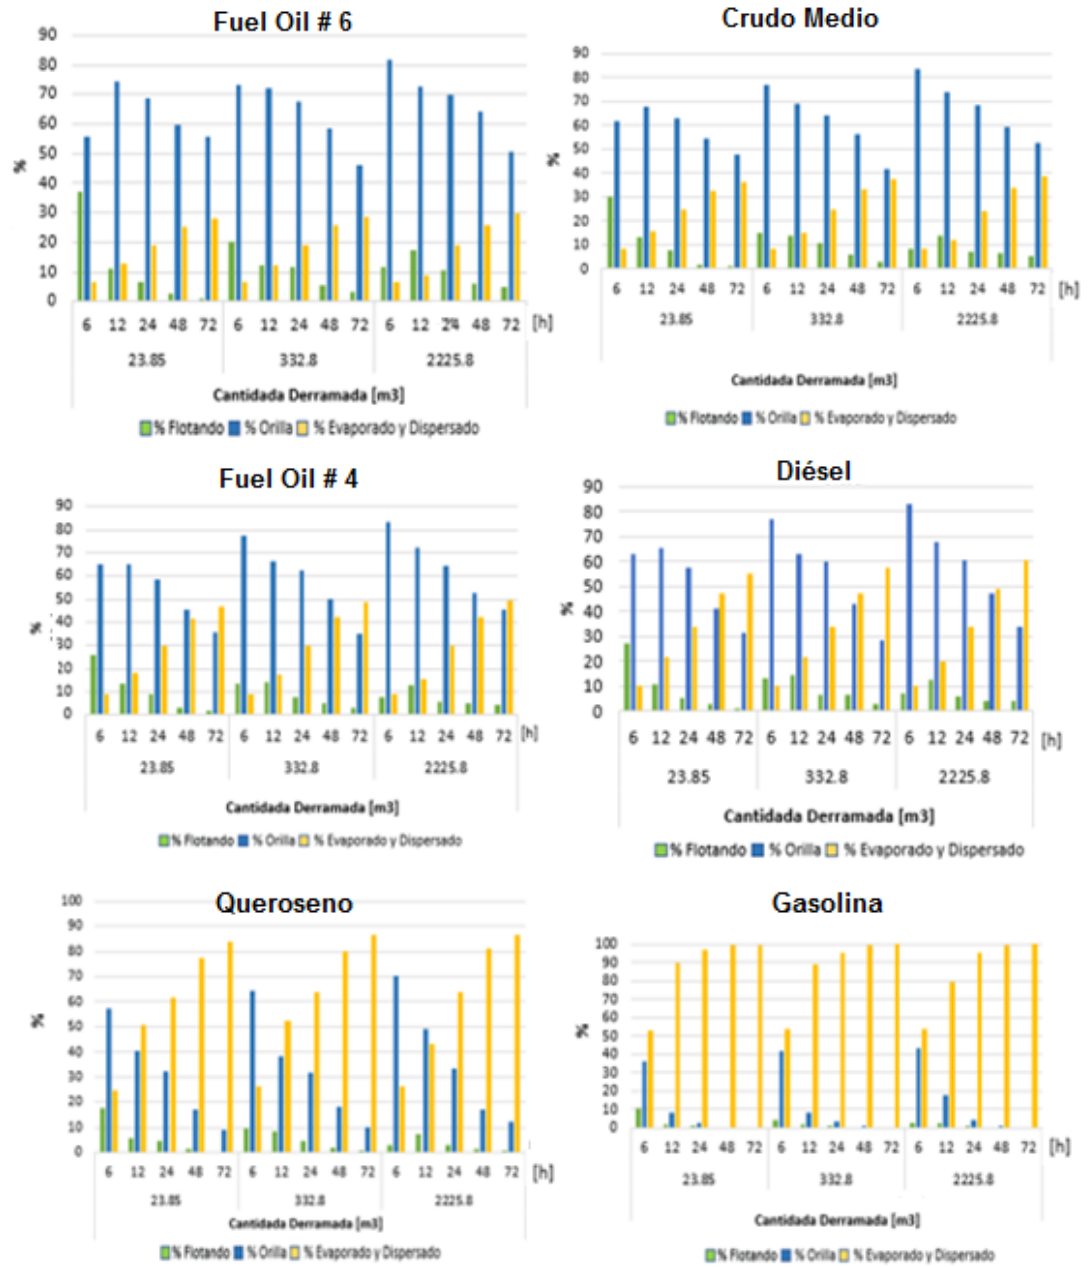 Fuel Oil # 6
90
80
70
60
50
40
30
20
10
0
%
6 12 24 48 72 6 12 24 48 72 6 12 24 48 72 [h]
23.85 332.8 2225.8
Cantidada Derramada [m3]
% Flotando % Orilla % Evaporado y Dispersado
Crudo Medio
90
80
70
60
50
40
30
20
10
0
%
6 12 24 48 72 6 12 24 48 72 6 12 24 48 72 [h]
23.85 332.8 2225.8
Cantidada Derramada [m3]
% Flotando % Orilla % Evaporado y Dispersado
Fuel Oil # 4
90
80
70
60
50
40
30
20
10
0
%
6 12 24 48 72 6 12 24 48 72 6 12 24 48 72 [h]
23.85 332.8 2225.8
Cantidada Derramada [m3]
% Flotando % Orilla % Evaporado y Dispersado
Diésel
90
80
70
60
50
40
30
20
10
0
%
6 12 24 48 72 6 12 24 48 72 6 12 24 48 72 [h]
23.85 332.8 2225.8
Cantidada Derramada [m3]
% Flotando % Orilla % Evaporado y Dispersado
Queroseno
100
90
80
70
60
50
40
30
20
10
0
%
6 12 24 48 72 6 12 24 48 72 6 12 24 48 72 [h]
23.85 332.8 2225.8
Cantidada Derramada [m3]
% Flotando % Orilla % Evaporado y Dispersado
Gasolina
100
90
80
70
60
50
40
30
20
10
0
%
6 12 24 48 72 6 12 24 48 72 6 12 24 48 72 [h]
23.85 332.8 2225.8
Cantidada Derramada [m3]
% Flotando % Orilla % Evaporado y Dispersado